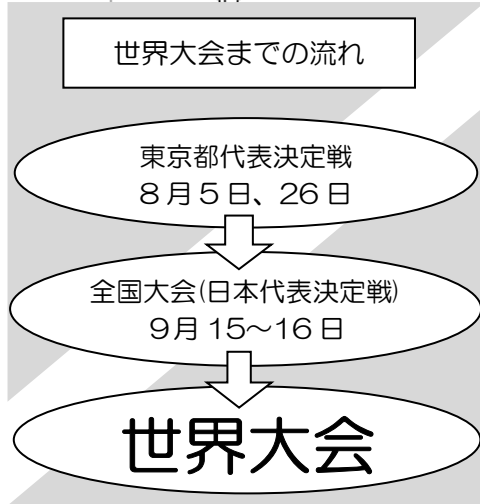 世界大会までの流れ
東京都代表決定戦
8月5日、26日
全国大会(日本代表決定戦)
9月15～16日
世界大会